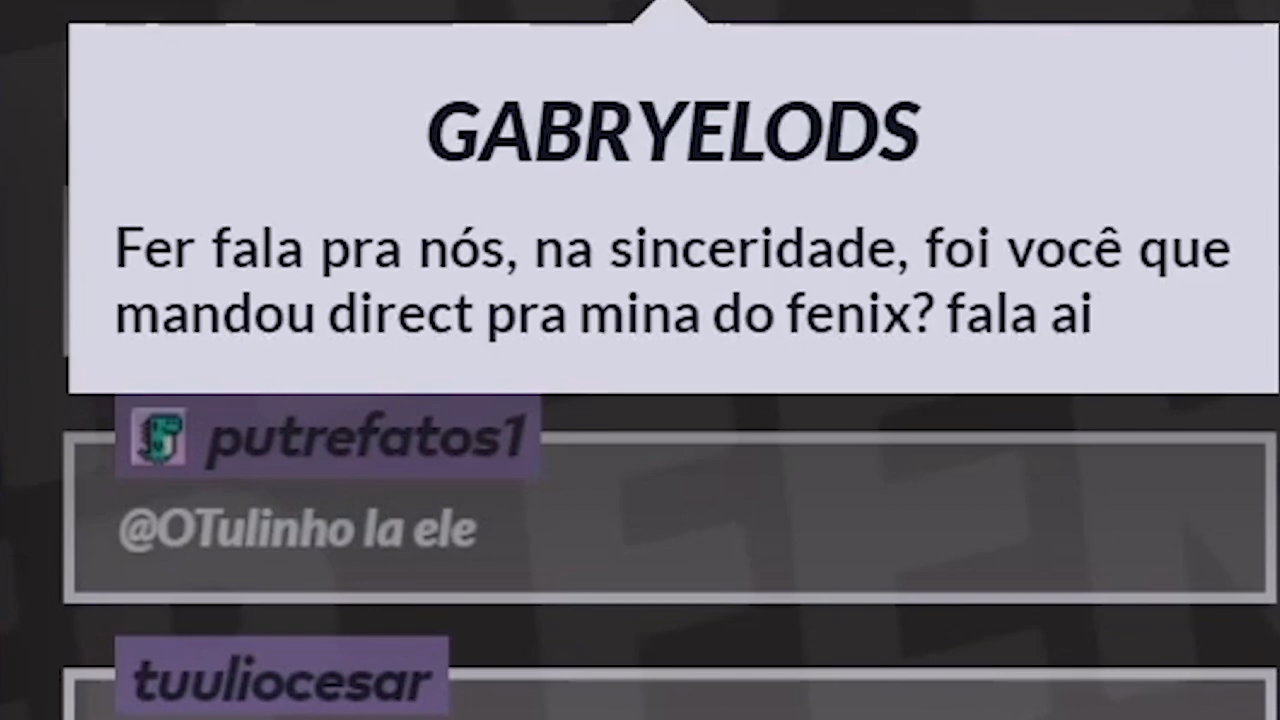 GABRYELODS
Fer fala pra nós, na sinceridade, foi você que
mandou direct pra mina do fenix? fala ai
putrefatos1
@OTulinho la ele
tuuliocesar